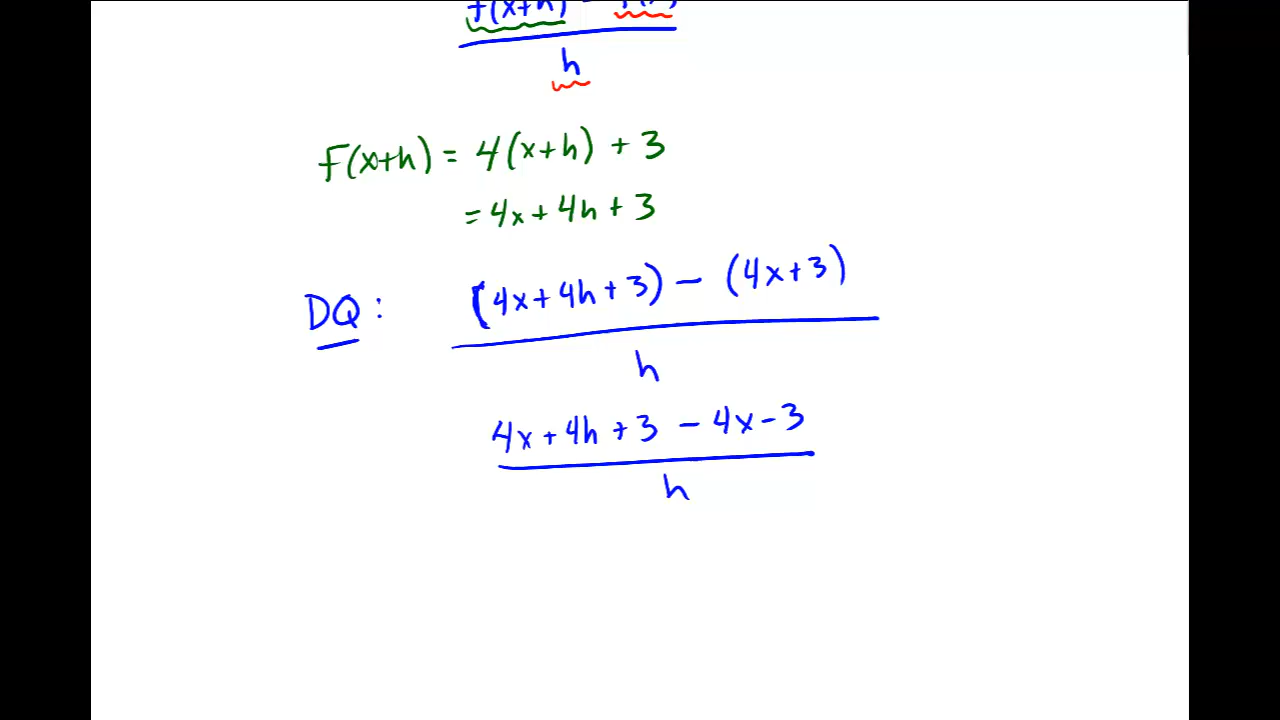 f(x+h) - f(x)
h
f(x+h) = 4(x+h) + 3
= 4x + 4h + 3
DQ: (4x + 4h + 3) - (4x + 3)
h
4x + 4h + 3 - 4x - 3
h